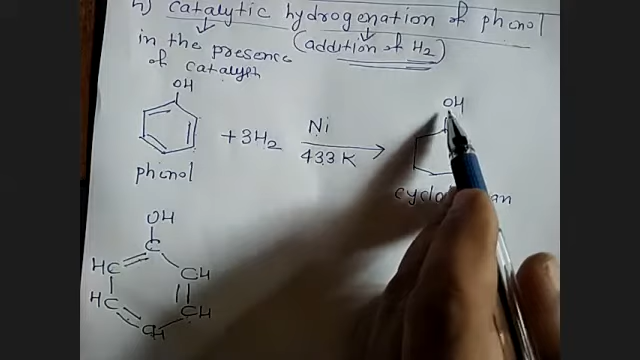 h) catalytic hydrogenation of phenol
in the presence (addition of H2)
of catalyst
OH
OH
+3H2
Ni
433 K
phenol
OH
C
HC
CH
HC
CH
CH